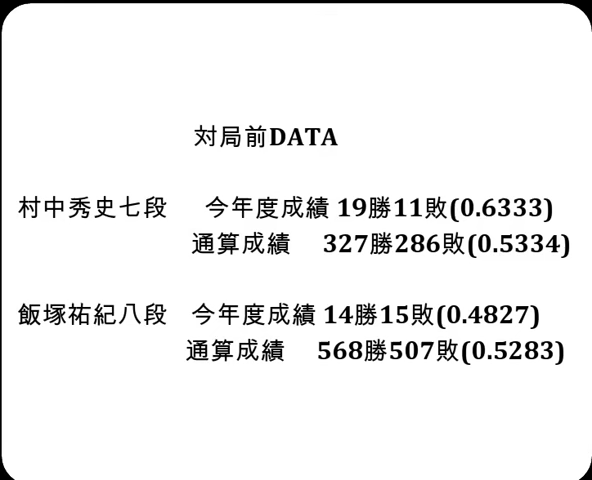 対局前DATA
村中秀史七段 今年度成績 19勝11敗(0.6333)
通算成績 327勝286敗(0.5334)
飯塚祐紀八段 今年度成績 14勝15敗(0.4827)
通算成績 568勝507敗(0.5283)